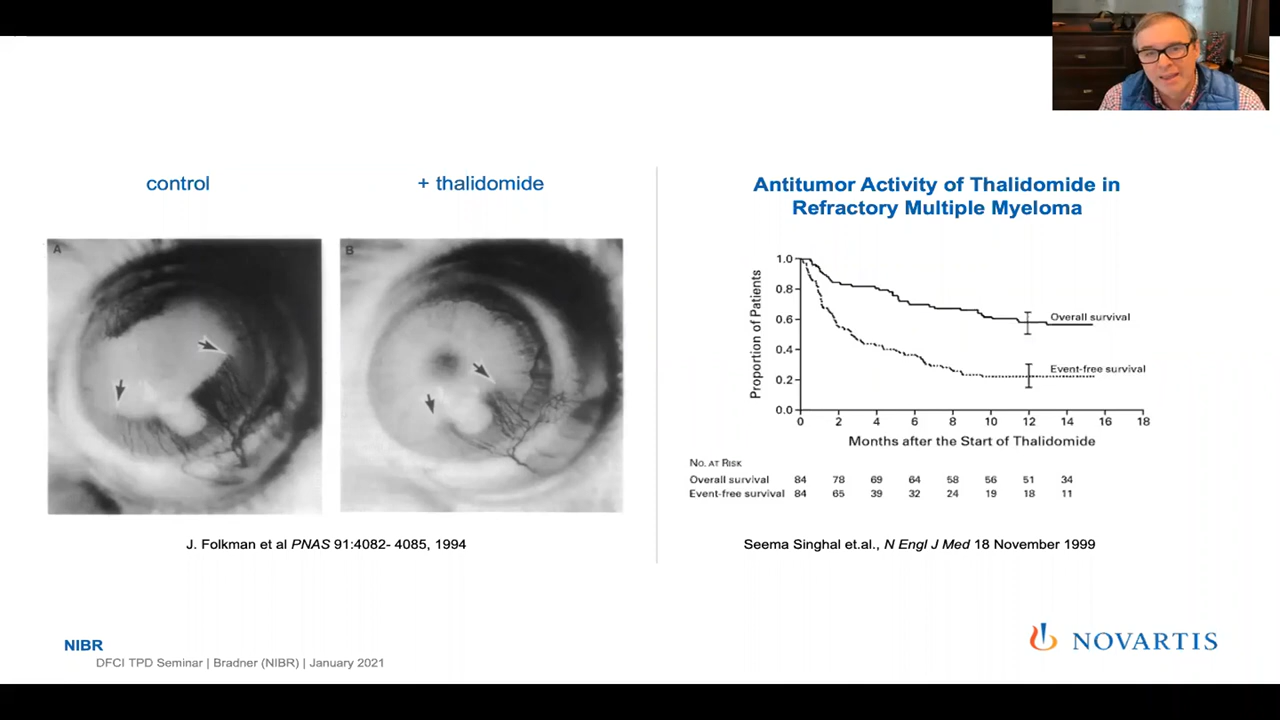 control
+ thalidomide
A
B
J. Folkman et al PNAS 91:4082- 4085, 1994
Antitumor Activity of Thalidomide in
Refractory Multiple Myeloma
Proportion of Patients
1.0
0.8
0.6
0.4
0.2
0.0
Overall survival
Event-free survival
0 2 4 6 8 10 12 14 16 18
Months after the Start of Thalidomide
NO. AT RISK
Overall survival 84 78 69 64 58 56 51 34
Event-free survival 84 65 39 32 24 19 18 11
Seema Singhal et.al., N Engl J Med 18 November 1999
NIBR
DFCI TPD Seminar | Bradner (NIBR) | January 2021
NOVARTIS